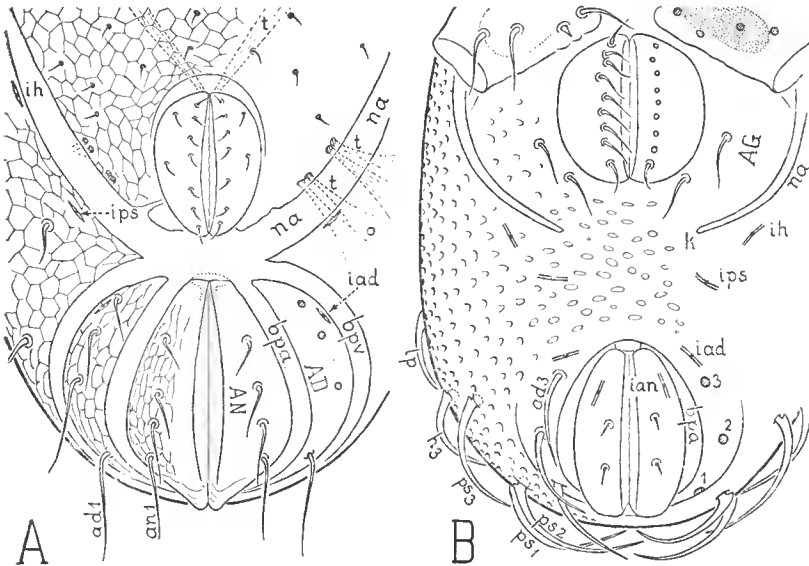 t
ih
na
t
t
ips
na
iad
bpa
bpv
AD
AN
ad1
an1
A
AG
na
k
ih
ips
iad
ian
ad3
3
bpa
2
1
h3
ps3
ps1
ps2
B